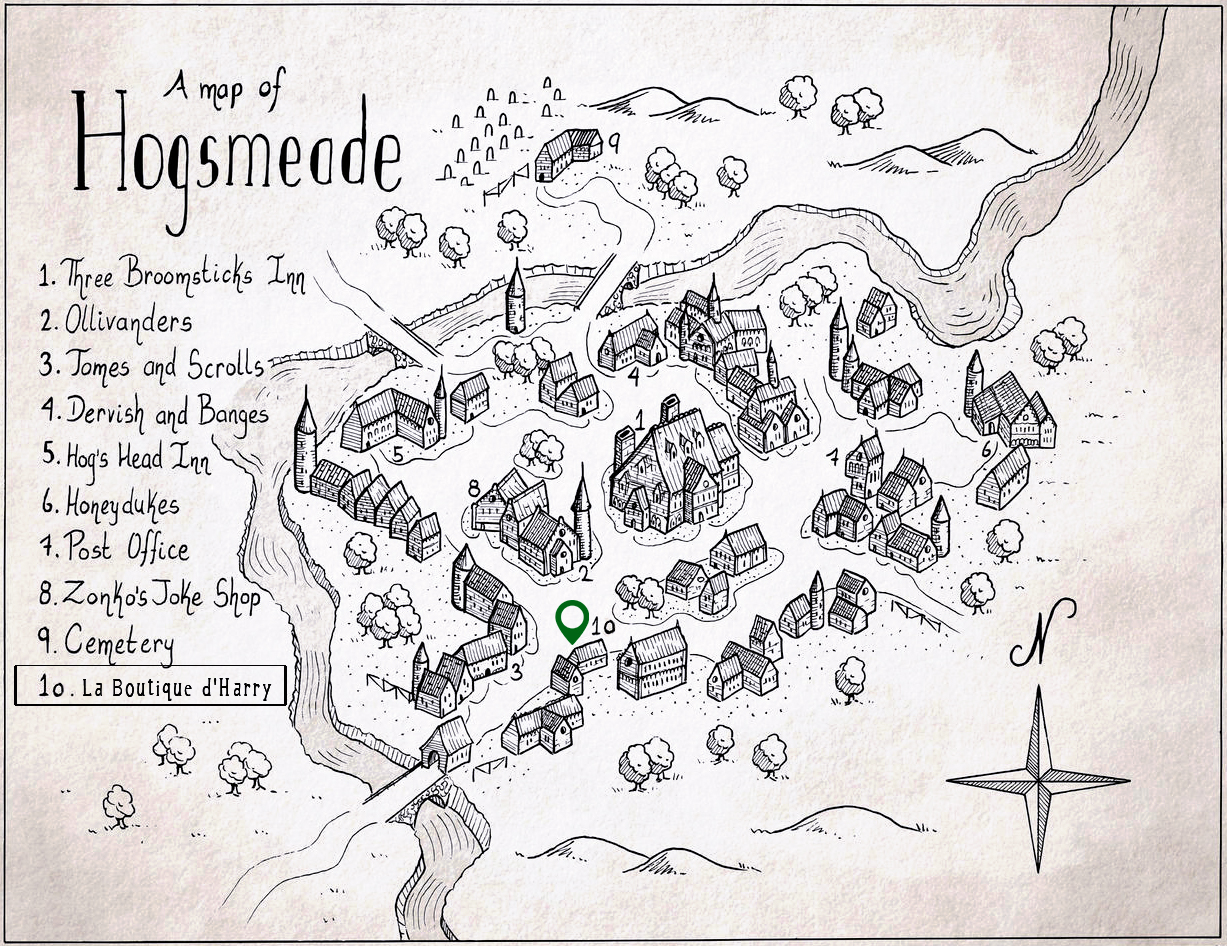 A map of
Hogsmeade
1. Three Broomsticks Inn
2. Ollivanders
3. Tomes and Scrolls
4. Dervish and Banges
5. Hog's Head Inn
6. Honeydukes
7. Post Office
8. Zonko's Joke Shop
9. Cemetery
10. La Boutique d'Harry
9
4
1
5
6
7
8
2
10
3
N